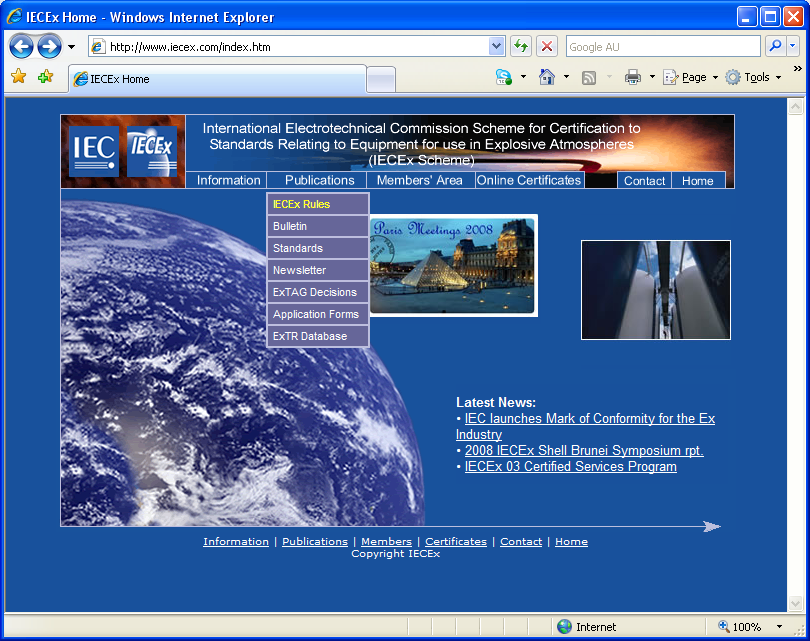 IECEx Home - Windows Internet Explorer
http://www.iecex.com/index.htm
Google AU
IECEx Home
Page
Tools
IEC IECEx
International Electrotechnical Commission Scheme for Certification to
Standards Relating to Equipment for use in Explosive Atmospheres
(IECEx Scheme)
Information Publications Members' Area Online Certificates Contact Home
IECEx Rules
Bulletin
Standards
Newsletter
ExTAG Decisions
Application Forms
ExTR Database
Paris Meetings 2008
Latest News:
• IEC launches Mark of Conformity for the Ex
Industry
• 2008 IECEx Shell Brunei Symposium rpt.
• IECEx 03 Certified Services Program
Information | Publications | Members | Certificates | Contact | Home
Copyright IECEx
Internet
100%